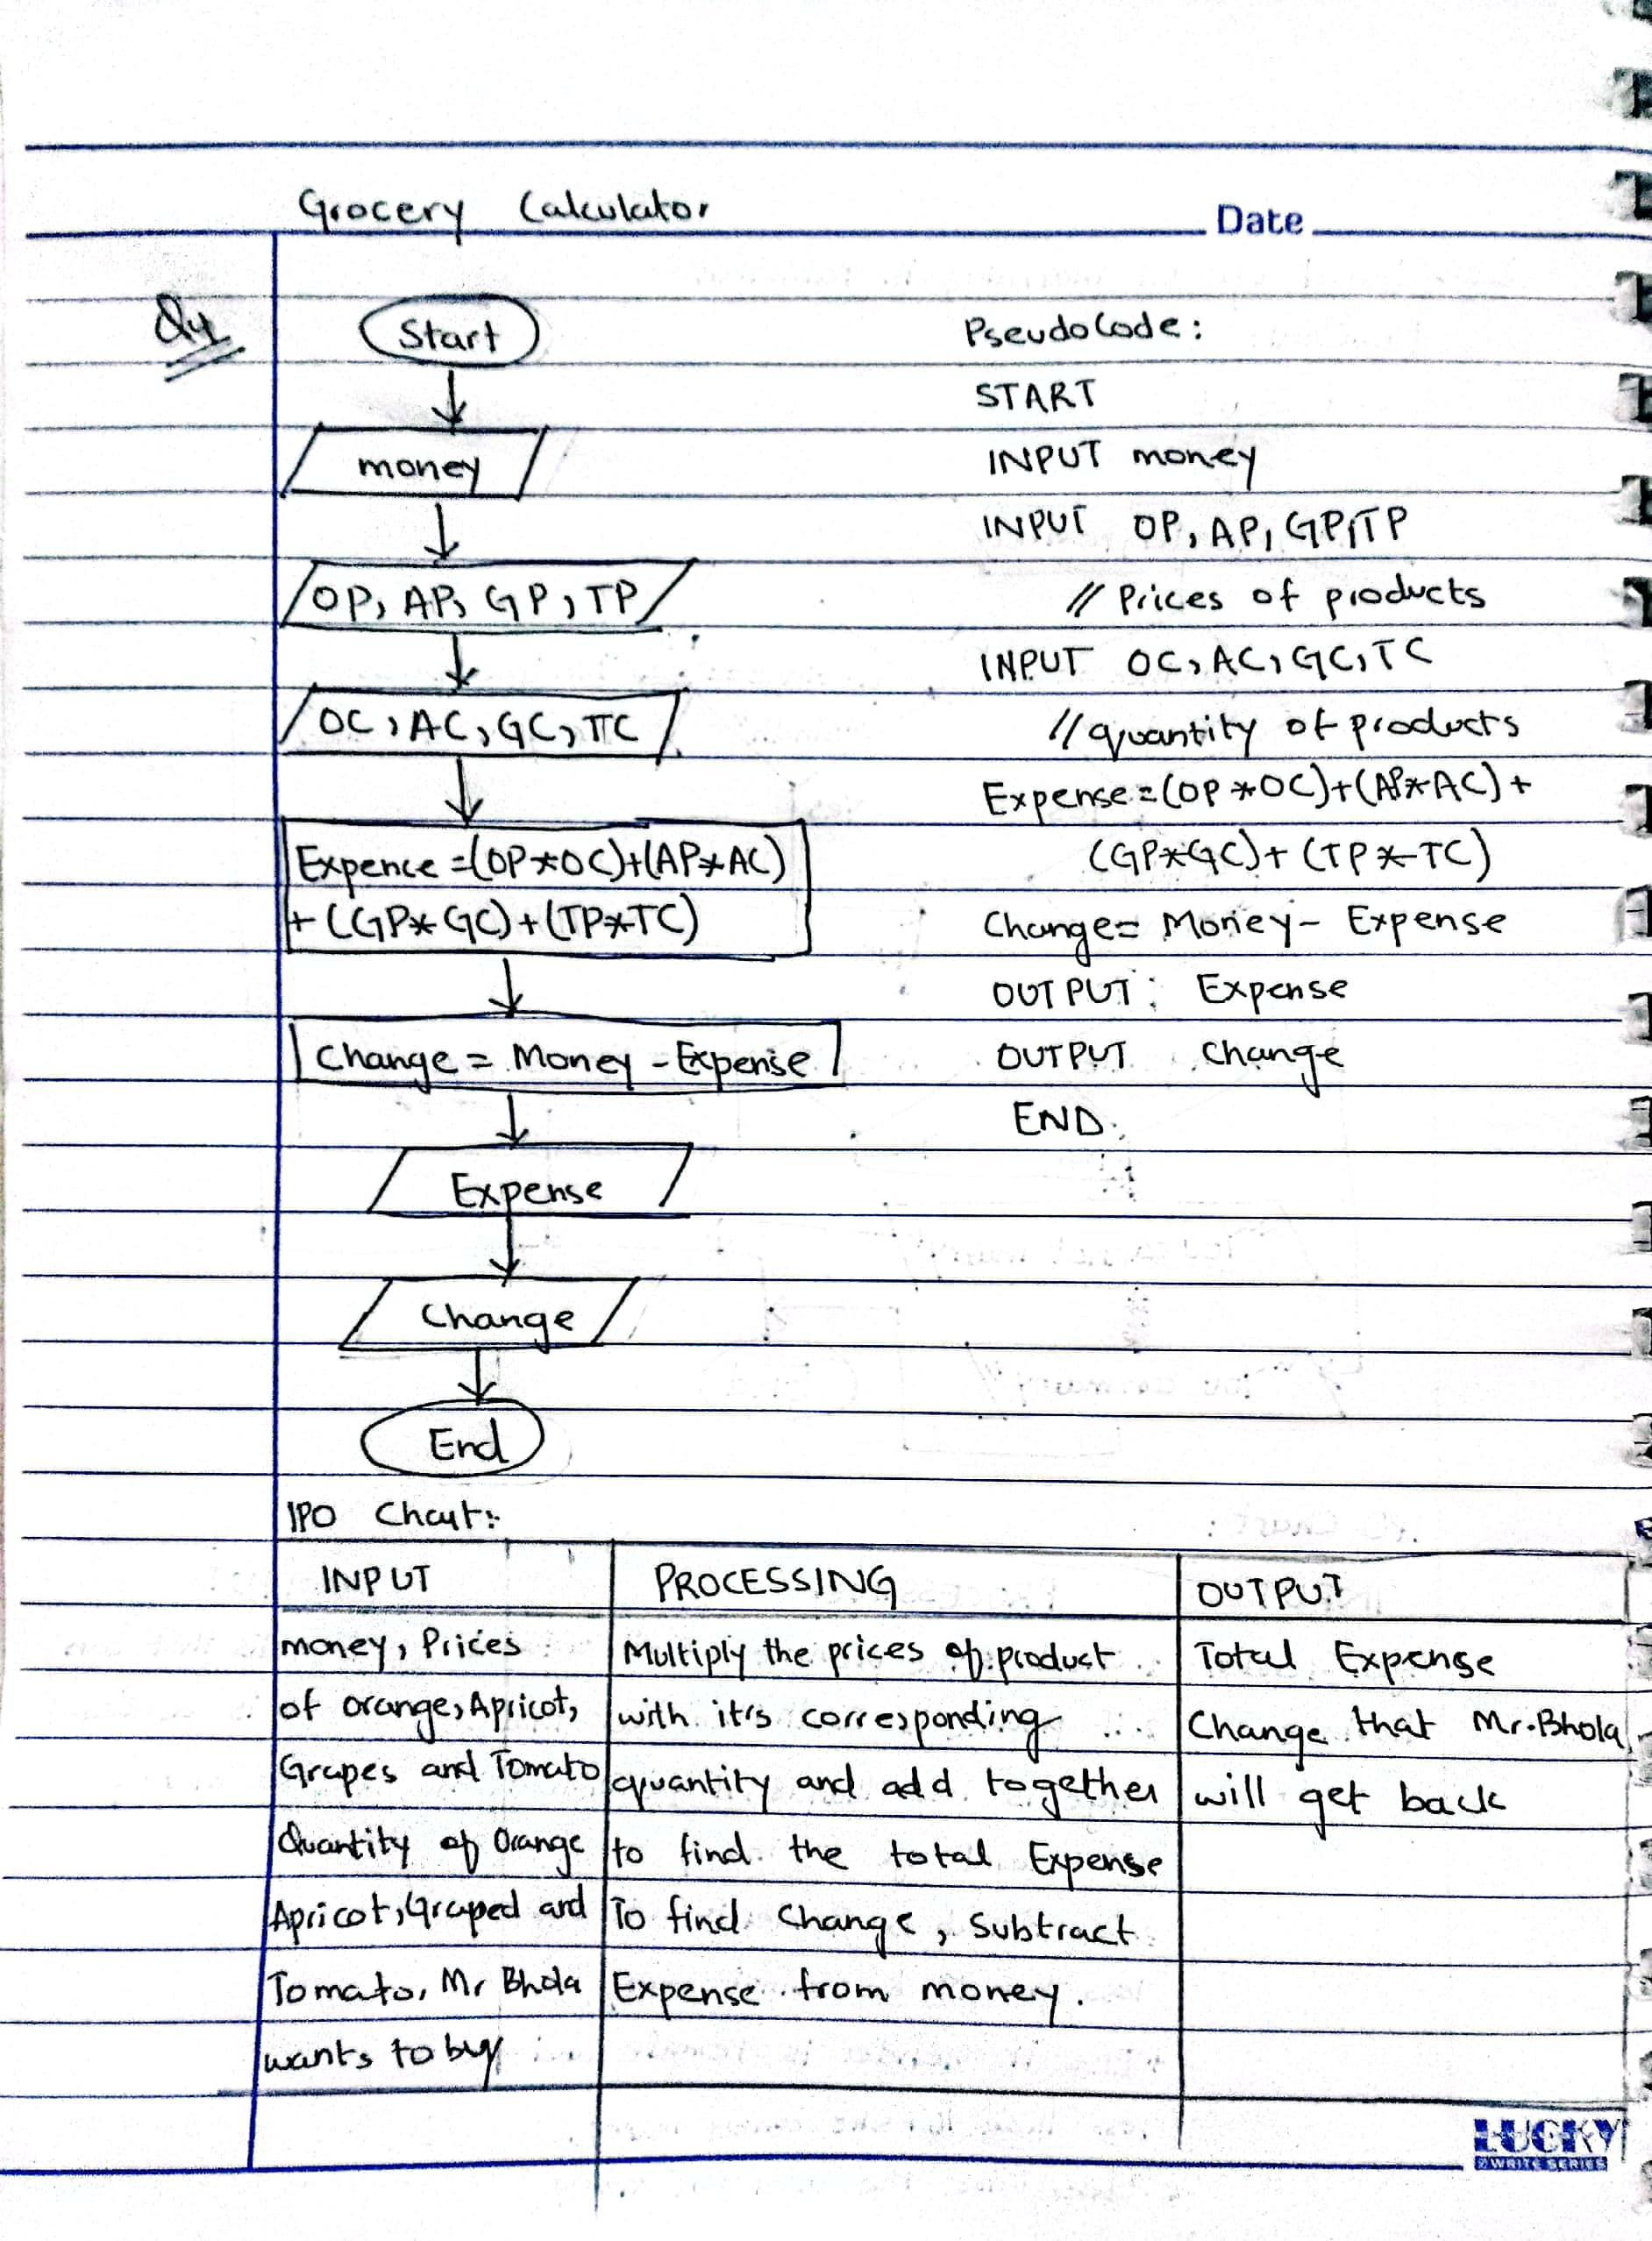 Grocery Calculator
Date
Q4
Start
money
OP, AP, GP, TP
OC, AC, GC, TC
Expence =(OP*OC)+(AP*AC)
+ (GP*GC)+(TP*TC)
Change = Money - Expense
Expense
Change
End
PseudoCode:
START
INPUT money
INPUT OP, AP, GP, TP
// Prices of products
INPUT OC, AC, GC, TC
//quantity of products
Expense=(OP*OC)+(AP*AC)+
(GP*GC)+(TP*TC)
Change= Money- Expense
OUTPUT: Expense
OUTPUT Change
END.
IPO Chart:
INPUT
money, Prices
of orange, Apricot,
Grapes and Tomato
Quantity of Orange
Apricot, Graped and
Tomato, Mr Bhola
wants to buy
PROCESSING
Multiply the prices of product
with it's corresponding
quantity and add together
to find the total Expense
To find Change, Subtract
Expense from money.
OUTPUT
Total Expense
Change that Mr.Bhola
will get back
LUCKY
WRITE SERIES